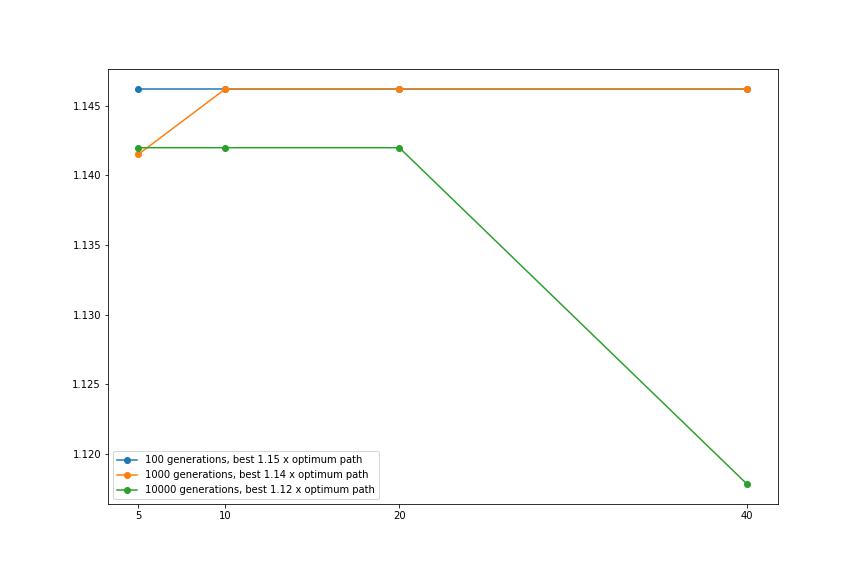 1.145
1.140
1.135
1.130
1.125
1.120
100 generations, best 1.15 x optimum path
1000 generations, best 1.14 x optimum path
10000 generations, best 1.12 x optimum path
5 10 20 40